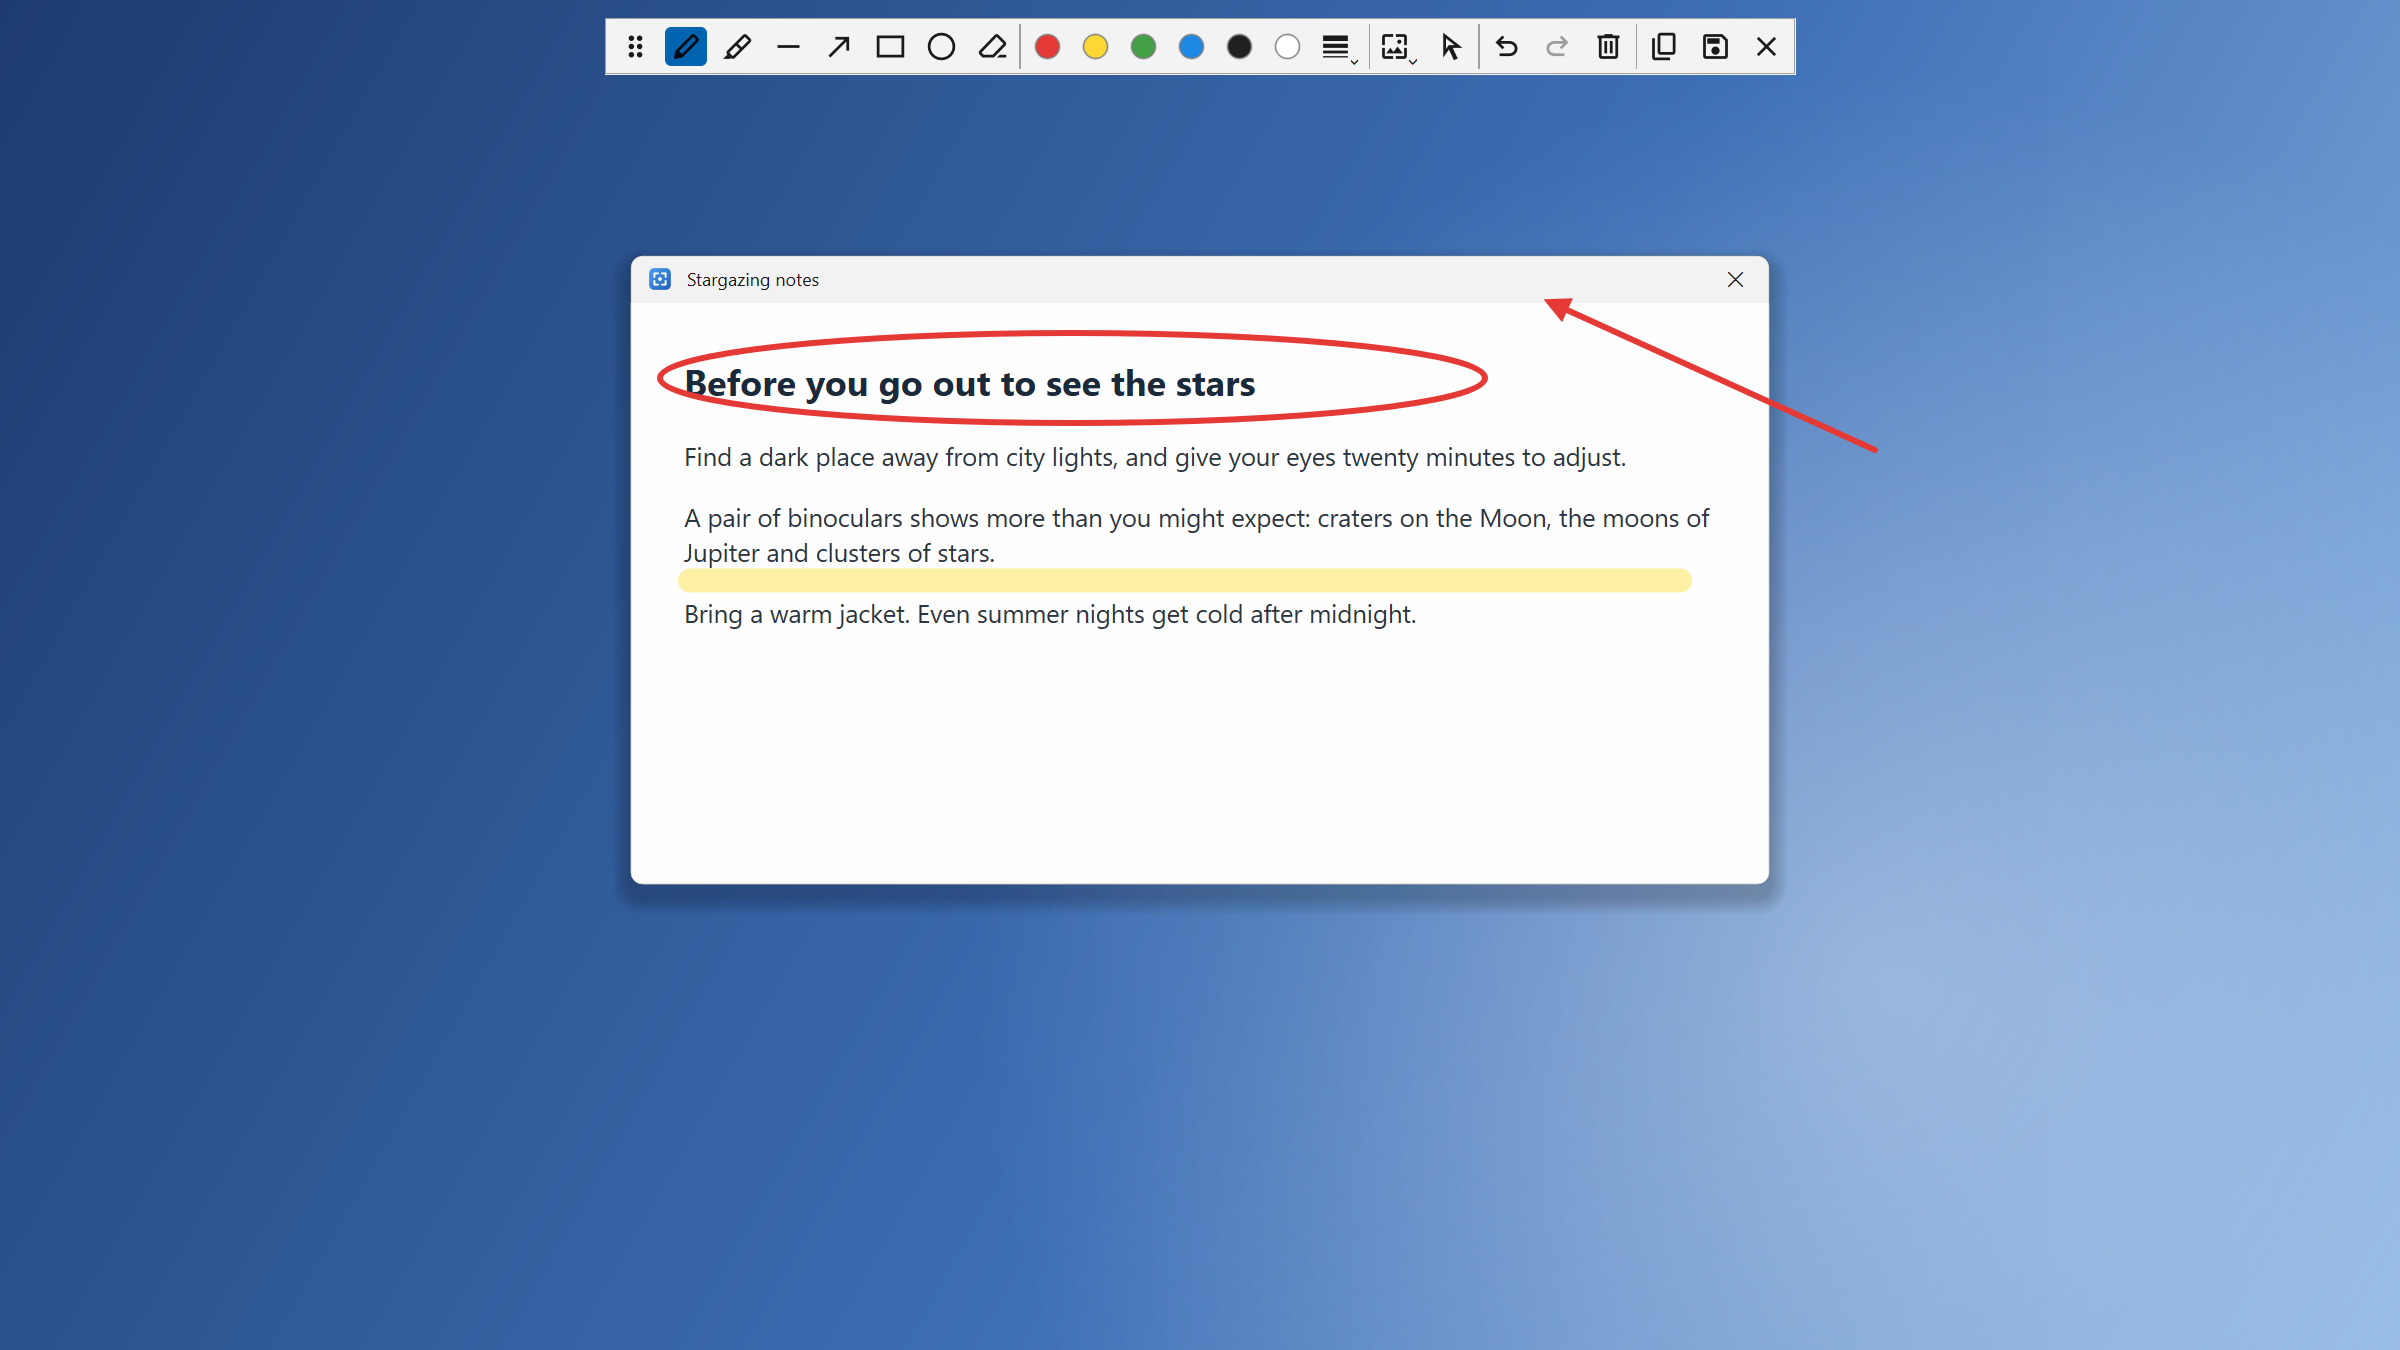 Stargazing notes
Before you go out to see the stars
Find a dark place away from city lights, and give your eyes twenty minutes to adjust.
A pair of binoculars shows more than you might expect: craters on the Moon, the moons of
Jupiter and clusters of stars.
Bring a warm jacket. Even summer nights get cold after midnight.